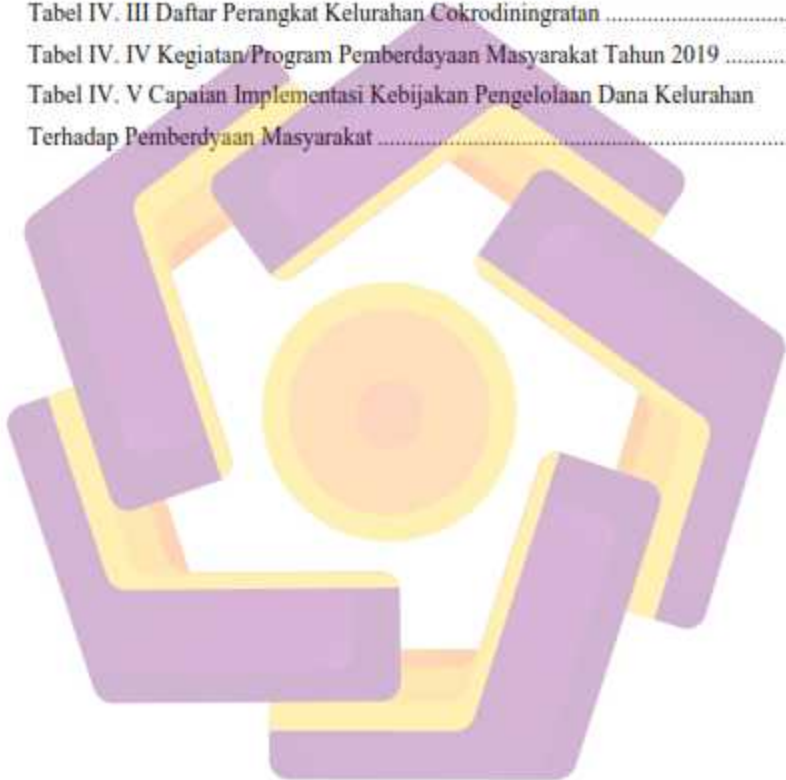 Tabel IV. III Daftar Perangkat Kelurahan Cokrodiningratan ................................
Tabel IV. IV Kegiatan/Program Pemberdayaan Masyarakat Tahun 2019 ..........
Tabel IV. V Capaian Implementasi Kebijakan Pengelolaan Dana Kelurahan
Terhadap Pemberdyaan Masyarakat ........................................................................